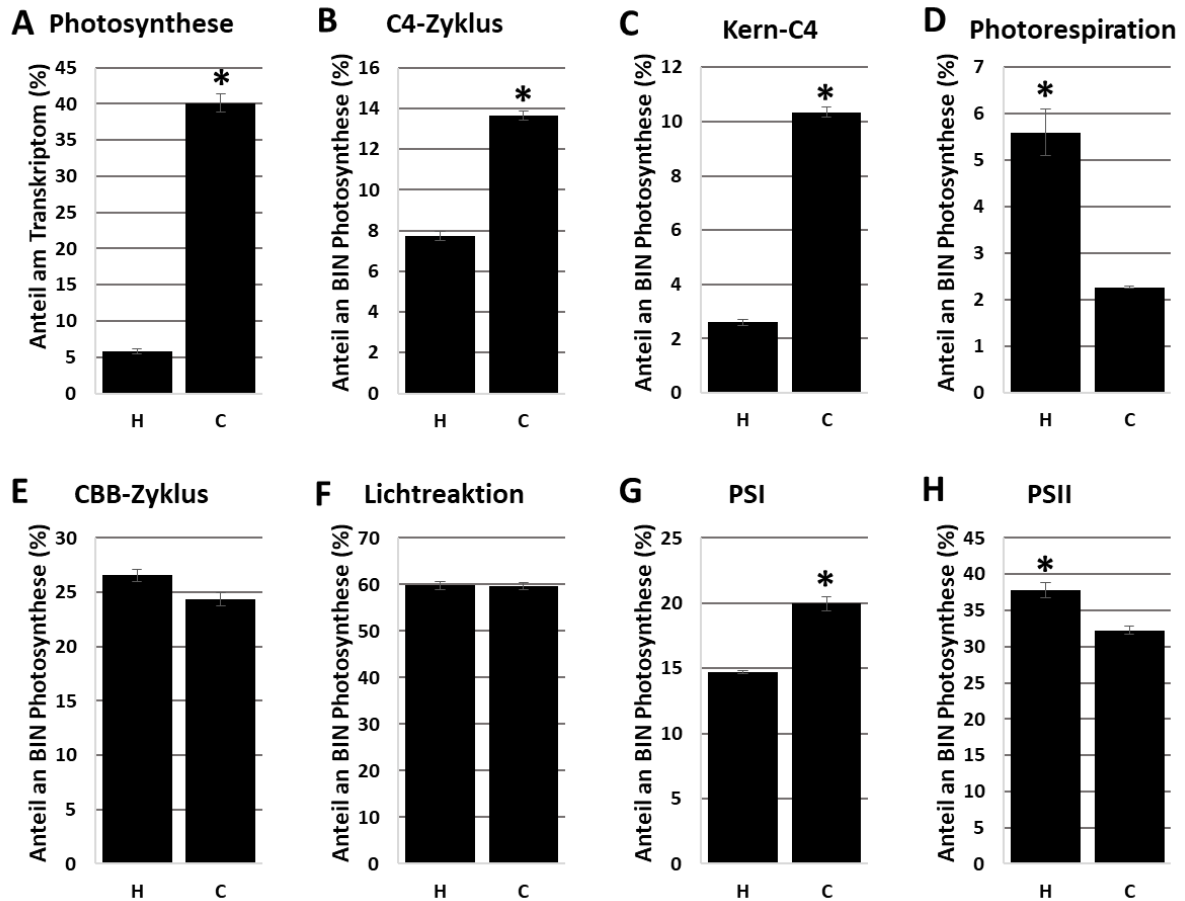 A Photosynthese
Anteil am Transkriptom (%)
45
40
35
30
25
20
15
10
5
0
*
H C
B C4-Zyklus
Anteil an BIN Photosynthese (%)
16
14
12
10
8
6
4
2
0
*
H C
C Kern-C4
Anteil an BIN Photosynthese (%)
12
10
8
6
4
2
0
*
H C
D Photorespiration
Anteil an BIN Photosynthese (%)
7
6
5
4
3
2
1
0
*
H C
E CBB-Zyklus
Anteil an BIN Photosynthese (%)
30
25
20
15
10
5
0
H C
F Lichtreaktion
Anteil an BIN Photosynthese (%)
70
60
50
40
30
20
10
0
H C
G PSI
Anteil an BIN Photosynthese (%)
25
20
15
10
5
0
*
H C
H PSII
Anteil an BIN Photosynthese (%)
45
40
35
30
25
20
15
10
5
0
*
H C